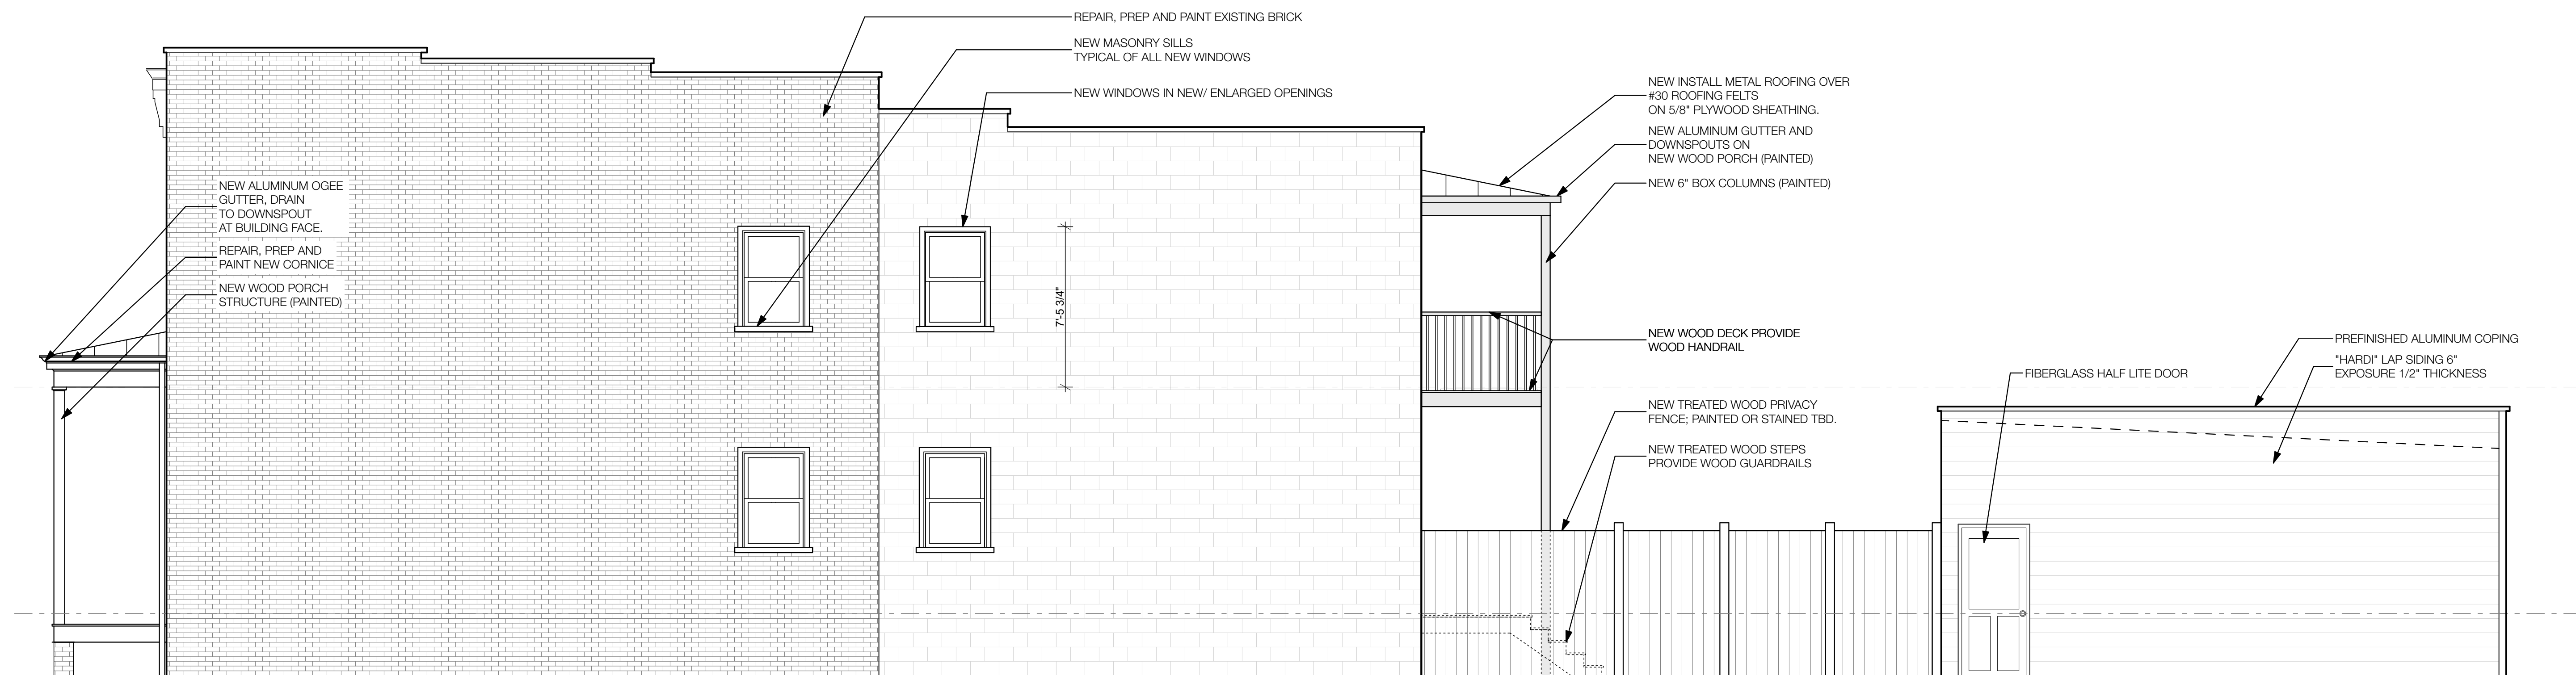 REPAIR, PREP AND PAINT EXISTING BRICK
NEW MASONRY SILLS
TYPICAL OF ALL NEW WINDOWS
NEW WINDOWS IN NEW/ ENLARGED OPENINGS
NEW INSTALL METAL ROOFING OVER
#30 ROOFING FELTS
ON 5/8" PLYWOOD SHEATHING.
NEW ALUMINUM GUTTER AND
DOWNSPOUTS ON
NEW WOOD PORCH (PAINTED)
NEW 6" BOX COLUMNS (PAINTED)
NEW ALUMINUM OGEE
GUTTER, DRAIN
TO DOWNSPOUT
AT BUILDING FACE.
REPAIR, PREP AND
PAINT NEW CORNICE
NEW WOOD PORCH
STRUCTURE (PAINTED)
7'-5 3/4"
NEW WOOD DECK PROVIDE
WOOD HANDRAIL
NEW TREATED WOOD PRIVACY
FENCE; PAINTED OR STAINED TBD.
NEW TREATED WOOD STEPS
PROVIDE WOOD GUARDRAILS
PREFINISHED ALUMINUM COPING
"HARDI" LAP SIDING 6"
EXPOSURE 1/2" THICKNESS
FIBERGLASS HALF LITE DOOR